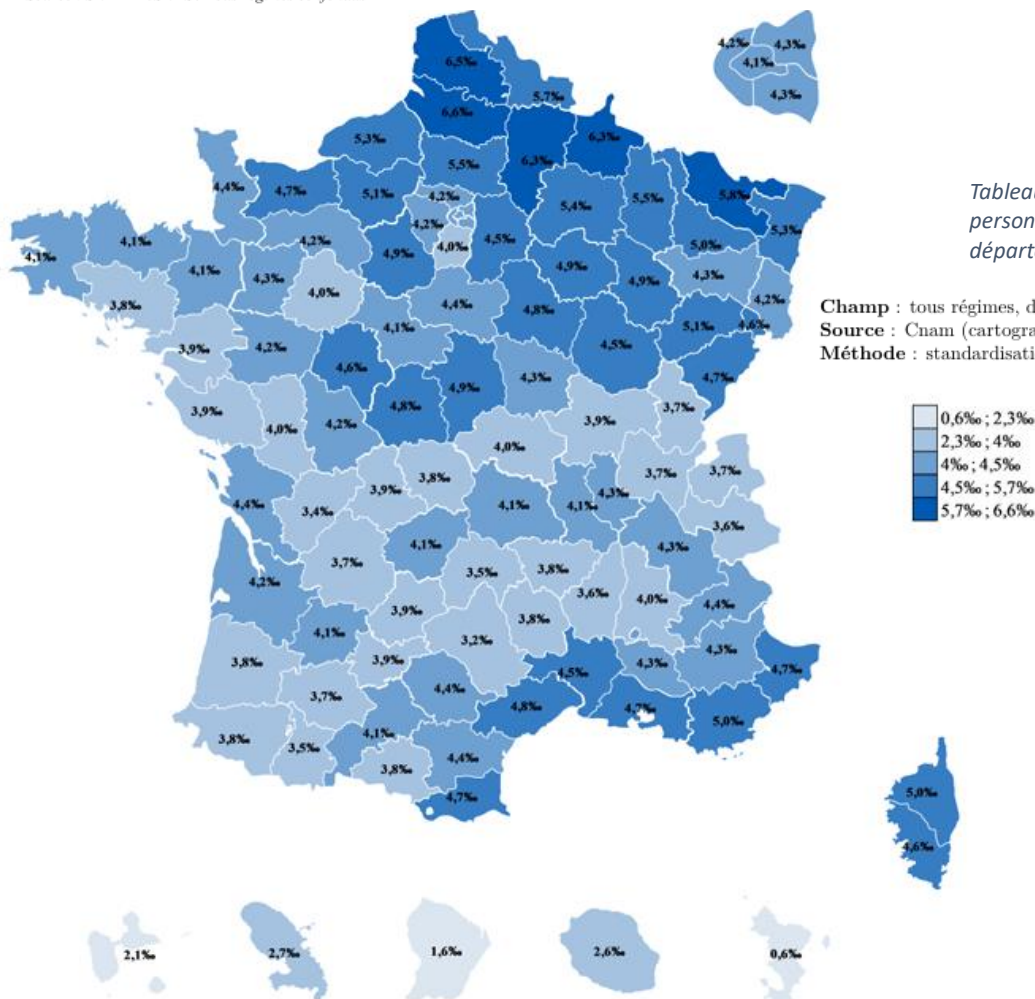 4,2‰ 4,3‰
6,5‰
4,1‰
4,3‰
5,7‰
6,6‰
5,3‰ 6,3‰
6,3‰
5,5‰
4,4‰ 4,7‰ 5,1‰ 4,2‰ 5,4‰ 5,5‰ 5,8‰
4,2‰ 5,3‰
4,1‰ 4,1‰ 4,2‰ 4,9‰ 4,0‰ 4,5‰ 5,0‰
4,1‰ 4,3‰ 4,9‰ 4,9‰ 4,3‰
3,8‰ 4,0‰ 4,4‰ 4,8‰ 4,2‰
3,9‰ 4,2‰ 4,1‰ 4,5‰ 5,1‰ 4,6‰
4,6‰ 4,9‰ 4,3‰ 4,7‰
3,9‰ 4,0‰ 4,2‰ 4,8‰ 3,9‰ 3,7‰
4,0‰
3,9‰ 3,8‰ 3,7‰ 3,7‰
4,4‰ 3,4‰ 4,1‰ 4,1‰ 4,3‰
3,6‰
3,7‰ 4,1‰ 4,3‰
4,2‰ 3,5‰ 3,8‰
3,9‰ 3,6‰ 4,0‰ 4,4‰
4,1‰ 3,2‰ 3,8‰
3,8‰ 3,9‰ 4,3‰ 4,3‰
3,7‰ 4,4‰ 4,5‰ 4,7‰
4,8‰ 4,7‰ 5,0‰
3,8‰ 3,5‰ 4,1‰
3,8‰ 4,4‰
4,7‰
5,0‰
4,6‰
2,1‰ 2,7‰ 1,6‰ 2,6‰ 0,6‰
Tableau
person
départ
Champ : tous régimes, d
Source : Cnam (cartogra
Méthode : standardisati
0,6‰ ; 2,3‰
2,3‰ ; 4‰
4‰ ; 4,5‰
4,5‰ ; 5,7‰
5,7‰ ; 6,6‰